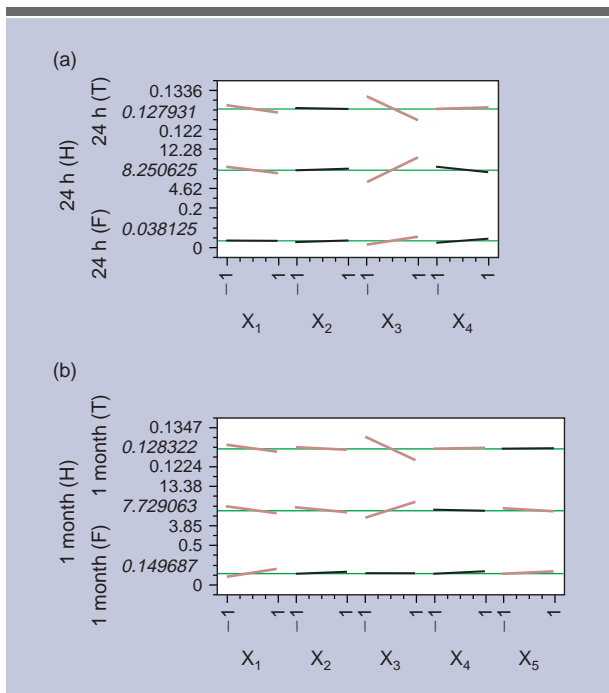 (a)
24 h (T)
0.1336
0.127931
0.122
24 h (H)
12.28
8.250625
4.62
24 h (F)
0.2
0.038125
0
–1 1 –1 1 –1 1 –1 1
X1 X2 X3 X4
(b)
1 month (T)
0.1347
0.128322
0.1224
1 month (H)
13.38
7.729063
3.85
1 month (F)
0.5
0.149687
0
–1 1 –1 1 –1 1 –1 1 –1 1
X1 X2 X3 X4 X5